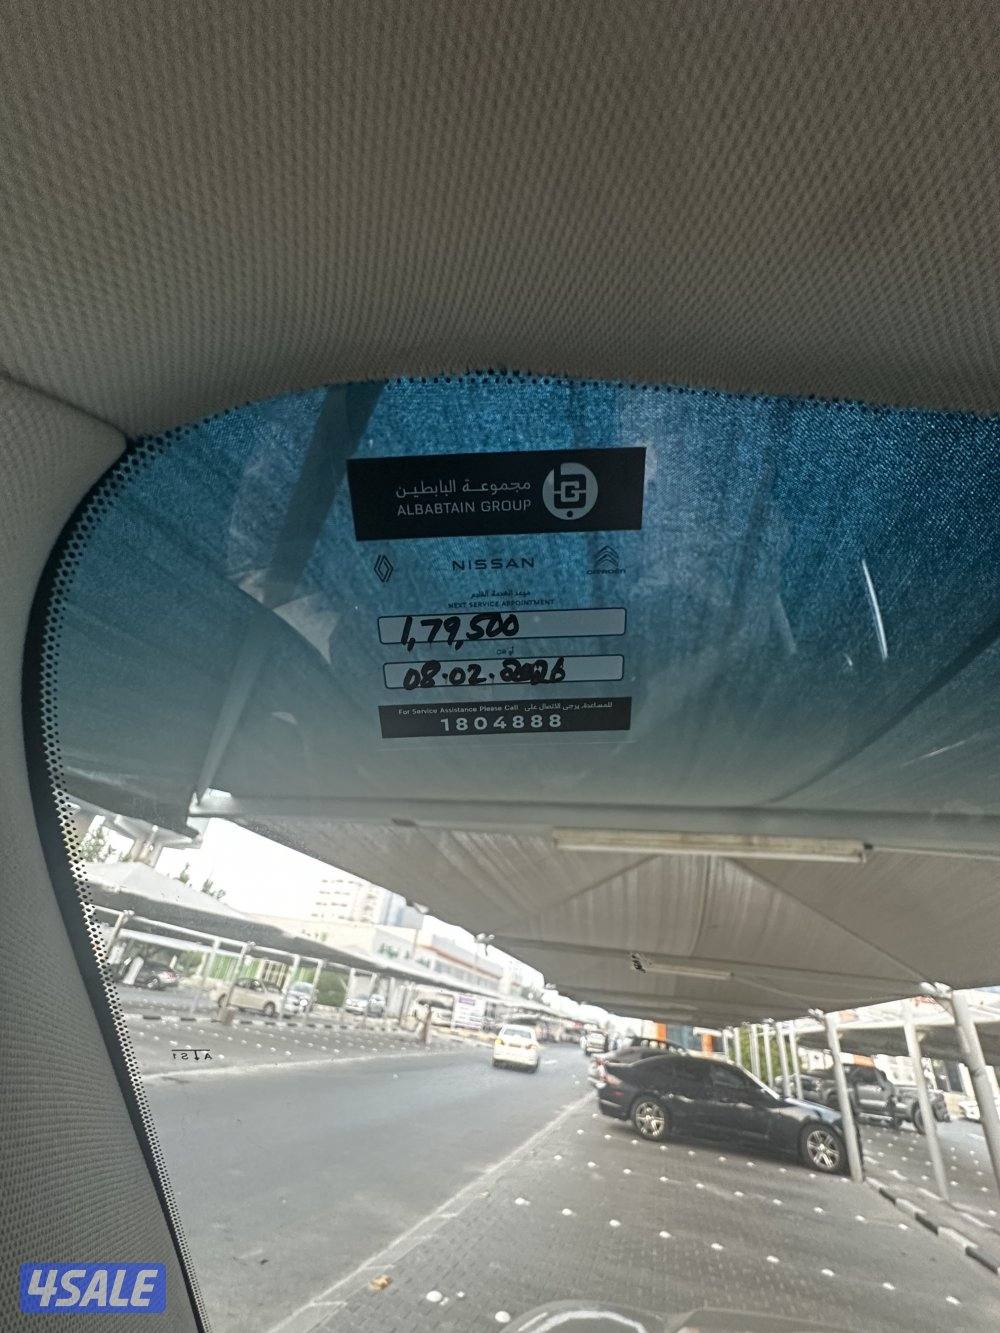 مجموعة البابطين
ALBABTAIN GROUP
NISSAN
CITROËN
موعد الخدمة القادم
NEXT SERVICE APPOINTMENT
1,79,500
OR أو
08.02.2026
For Service Assistance Please Call للمساعدة، يرجى الاتصال على
1804888
4SALE